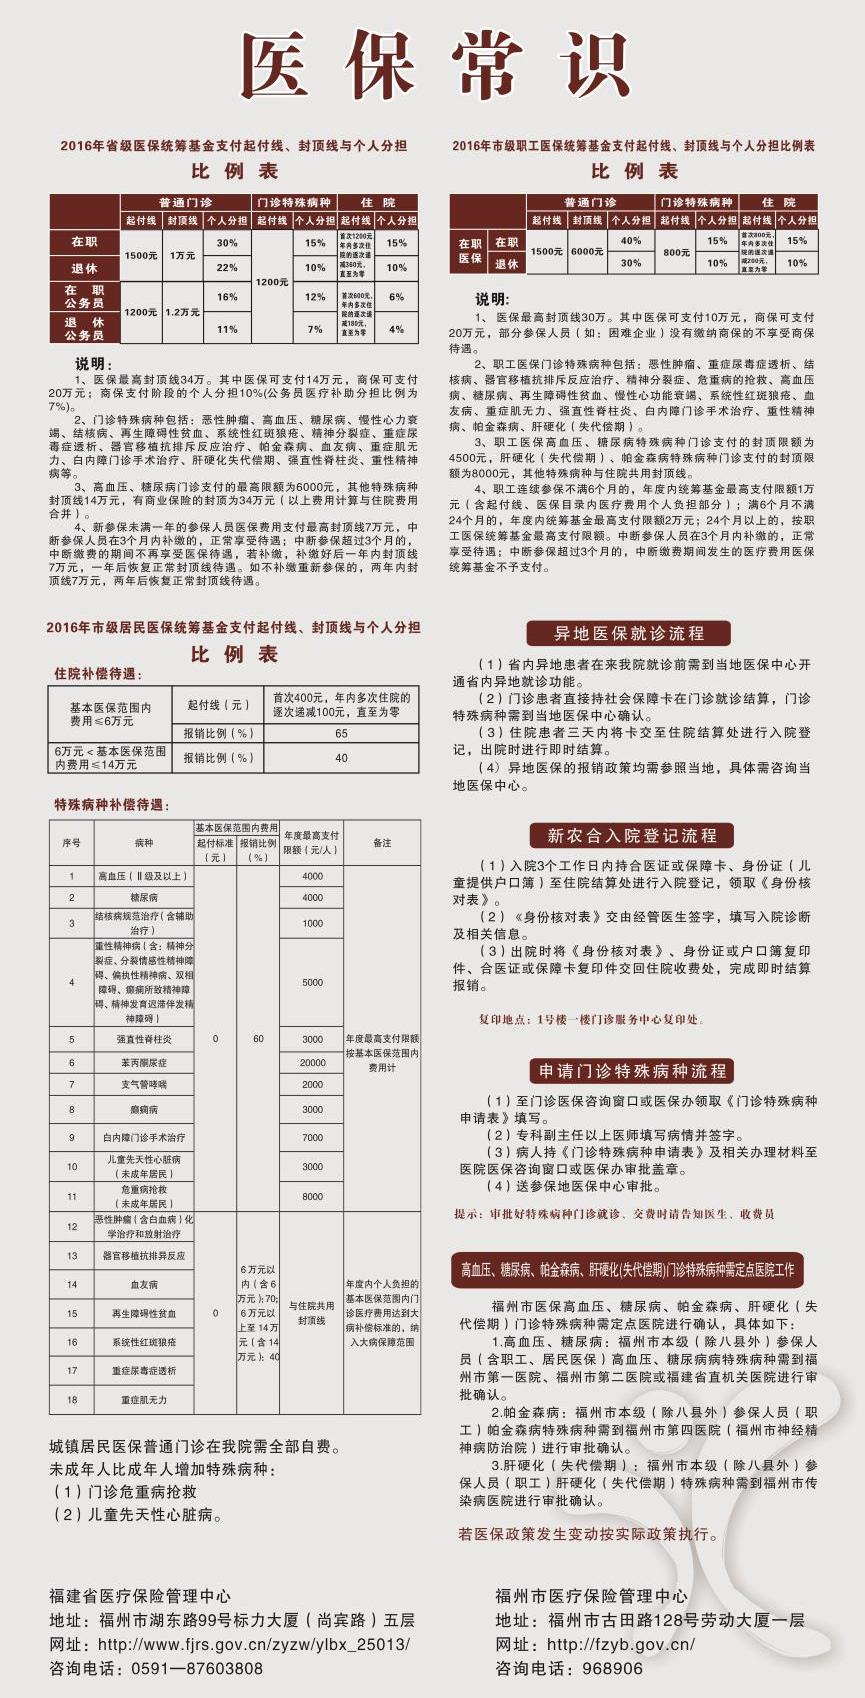 医保常识
2016年省级医保统筹基金支付起付线、封顶线与个人分担
比例表
普通门诊 门诊特殊病种 住院
起付线 封顶线 个人分担 起付线 个人分担 起付线 个人分担
在职 1500元 1万元 30% 1200元 15% 首次1200元年内多次住院的逐次递减360元,直至为零 15%
退休 22% 10% 10%
在职公务员 1200元 1.2万元 16% 12% 首次600元,年内多次住院的逐次递减180元,直至为零 6%
退休公务员 11% 7% 4%
说明:
1、医保最高封顶线34万。其中医保可支付14万元，商保可支付
20万元；商保支付阶段的个人分担10%(公务员医疗补助分担比例为
7%)。
2、门诊特殊病种包括：恶性肿瘤、高血压、糖尿病、慢性心力衰
竭、结核病、再生障碍性贫血、系统性红斑狼疮、精神分裂症、重症尿
毒症透析、器官移植抗排斥反应治疗、帕金森病、血友病、重症肌无
力、白内障门诊手术治疗、肝硬化失代偿期、强直性脊柱炎、重性精神
病等。
3、高血压、糖尿病门诊支付的最高限额为6000元，其他特殊病种
封顶线14万元，有商业保险的封顶为34万元（以上费用计算与住院费用
合并）。
4、新参保未满一年的参保人员医保费用支付最高封顶线7万元，中
断参保人员在3个月内补缴的，正常享受待遇；中断参保超过3个月的，
中断缴费的期间不再享受医保待遇，若补缴，补缴好后一年内封顶线
7万元，一年后恢复正常封顶线待遇。如不补缴重新参保的，两年内封
顶线7万元，两年后恢复正常封顶线待遇。
2016年市级职工医保统筹基金支付起付线、封顶线与个人分担比例表
比例表
普通门诊 门诊特殊病种 住院
起付线 封顶线 个人分担 起付线 个人分担 起付线 个人分担
在职医保 在职 1500元 6000元 40% 800元 15% 首次800元,年内多次住院的逐次递减200元,直至为零 15%
退休 30% 10% 10%
说明:
1、 医保最高封顶线30万。其中医保可支付10万元，商保可支付
20万元，部分参保人员（如：困难企业）没有缴纳商保的不享受商保
待遇。
2、职工医保门诊特殊病种包括：恶性肿瘤、重症尿毒症透析、结
核病、器官移植抗排斥反应治疗、精神分裂症、危重病的抢救、高血压
病、糖尿病、再生障碍性贫血、慢性心功能衰竭、系统性红斑狼疮、血
友病、重症肌无力、强直性脊柱炎、白内障门诊手术治疗、重性精神
病、帕金森病、肝硬化（失代偿期）。
3、职工医保高血压、糖尿病特殊病种门诊支付的封顶限额为
4500元，肝硬化（失代偿期）、帕金森病特殊病种门诊支付的封顶限
额为8000元，其他特殊病种与住院共用封顶线。
4、职工连续参保不满6个月的，年度内统筹基金最高支付限额1万
元（含起付线、医保目录内医疗费用个人负担部分）；满6个月不满
24个月的，年度内统筹基金最高支付限额2万元；24个月以上的，按职
工医保统筹基金最高支付限额。中断参保人员在3个月内补缴的，正常
享受待遇；中断参保超过3个月的，中断缴费期间发生的医疗费用医保
统筹基金不予支付。
2016年市级居民医保统筹基金支付起付线、封顶线与个人分担
比例表
住院补偿待遇：
基本医保范围内费用≤6万元 起付线（元） 首次400元，年内多次住院的逐次递减100元，直至为零
报销比例（%） 65
6万元＜基本医保范围内费用≤14万元 报销比例（%） 40
特殊病种补偿待遇：
序号 病种 基本医保范围内费用 年度最高支付限额（元/人） 备注
起付标准（元） 报销比例（%）
1 高血压（Ⅱ级及以上） 4000
2 糖尿病 4000
3 结核病规范治疗（含辅助治疗） 1000
4 重性精神病（含：精神分裂症、分裂情感性精神障碍、偏执性精神病、双相障碍、癫痫所致精神障碍、精神发育迟滞伴发精神障碍） 5000
5 强直性脊柱炎 0 60 3000 年度最高支付限额按基本医保范围内费用计
6 苯丙酮尿症 20000
7 支气管哮喘 2000
8 癫痫病 3000
9 白内障门诊手术治疗 7000
10 儿童先天性心脏病（未成年居民） 3000
11 危重病抢救（未成年居民） 8000
12 恶性肿瘤（含白血病）化学治疗和放射治疗
13 器官移植抗排异反应
14 血友病
15 再生障碍性贫血 0 6万元以内（含6万元）；70；6万元以上至14万元（含14万元）；40 与住院共用封顶线 年度内个人负担的基本医保范围内门诊医疗费用达到大病补偿标准的，纳入大病保障范围
16 系统性红斑狼疮
17 重症尿毒症透析
18 重症肌无力
城镇居民医保普通门诊在我院需全部自费。
未成年人比成年人增加特殊病种：
（1）门诊危重病抢救
（2）儿童先天性心脏病。
异地医保就诊流程
（1）省内异地患者在来我院就诊前需到当地医保中心开
通省内异地就诊功能。
（2）门诊患者直接持社会保障卡在门诊就诊结算，门诊
特殊病种需到当地医保中心确认。
（3）住院患者三天内将卡交至住院结算处进行入院登
记，出院时进行即时结算。
（4）异地医保的报销政策均需参照当地，具体需咨询当
地医保中心。
新农合入院登记流程
（1）入院3个工作日内持合医证或保障卡、身份证（儿
童提供户口簿）至住院结算处进行入院登记，领取《身份核
对表》。
（2）《身份核对表》交由经管医生签字，填写入院诊断
及相关信息。
（3）出院时将《身份核对表》、身份证或户口簿复印
件、合医证或保障卡复印件交回住院收费处，完成即时结算
报销。
复印地点：1号楼一楼门诊服务中心复印处。
申请门诊特殊病种流程
（1）至门诊医保咨询窗口或医保办领取《门诊特殊病种
申请表》填写。
（2）专科副主任以上医师填写病情并签字。
（3）病人持《门诊特殊病种申请表》及相关办理材料至
医院医保咨询窗口或医保办审批盖章。
（4）送参保地医保中心审批。
提示：审批好特殊病种门诊就诊、交费时请告知医生、收费员
高血压、糖尿病、帕金森病、肝硬化(失代偿期)门诊特殊病种需定点医院工作
福州市医保高血压、糖尿病、帕金森病、肝硬化（失
代偿期）门诊特殊病种需定点医院进行确认，具体如下：
1.高血压、糖尿病：福州市本级（除八县外）参保人
员（含职工、居民医保）高血压、糖尿病病特殊病种需到福
州市第一医院、福州市第二医院或福建省直机关医院进行审
批确认。
2.帕金森病：福州市本级（除八县外）参保人员（职
工）帕金森病特殊病种需到福州市第四医院（福州市神经精
神病防治院）进行审批确认。
3.肝硬化（失代偿期）：福州市本级（除八县外）参
保人员（职工）肝硬化（失代偿期）特殊病种需到福州市传
染病医院进行审批确认。
若医保政策发生变动按实际政策执行。
福建省医疗保险管理中心
地址：福州市湖东路99号标力大厦（尚宾路）五层
网址：http://www.fjrs.gov.cn/zyzw/ylbx_25013/
咨询电话：0591—87603808
福州市医疗保险管理中心
地址：福州市古田路128号劳动大厦一层
网址：http://fzyb.gov.cn/
咨询电话：968906